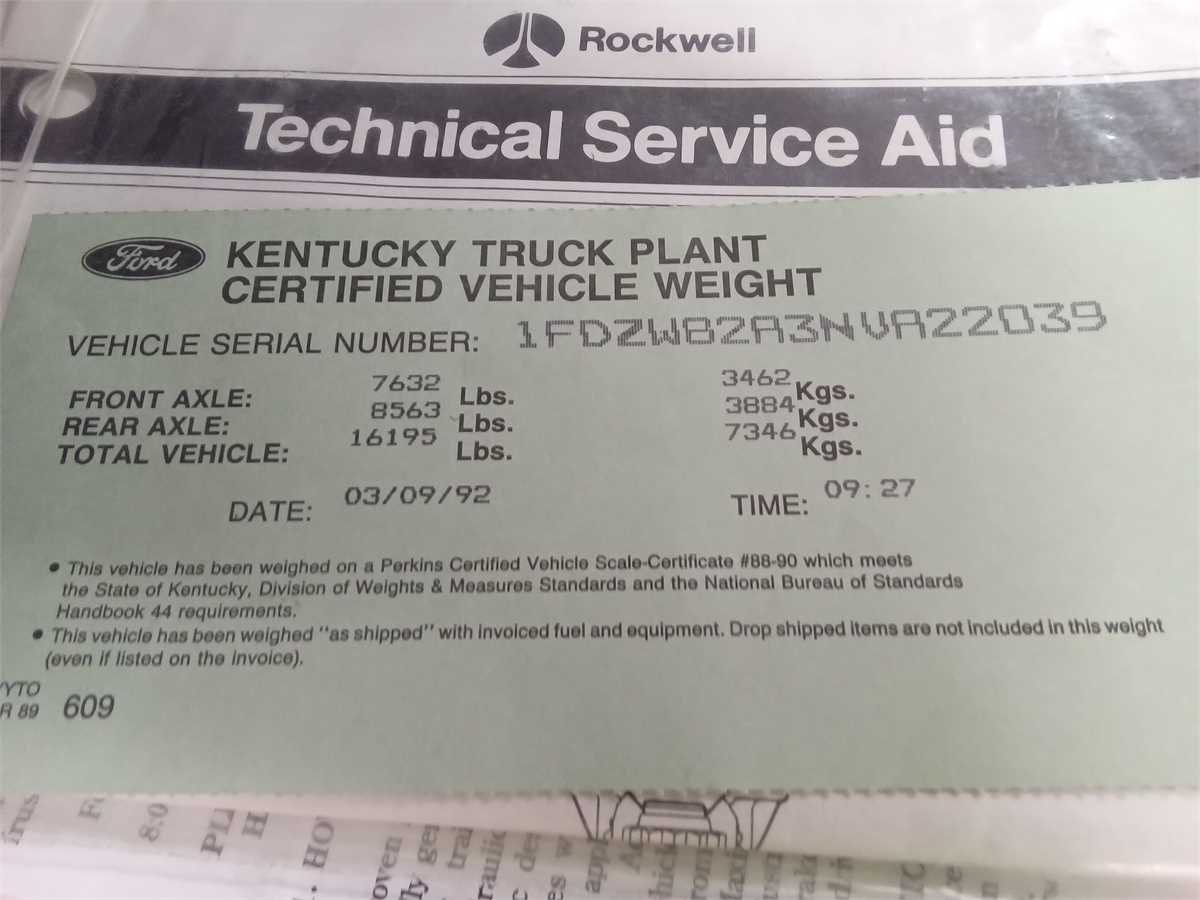 Rockwell
Technical Service Aid
Ford KENTUCKY TRUCK PLANT
CERTIFIED VEHICLE WEIGHT
VEHICLE SERIAL NUMBER: 1FDZW82A3NVA22039
FRONT AXLE: 7632 Lbs. 3462 Kgs.
REAR AXLE: 8563 Lbs. 3884 Kgs.
TOTAL VEHICLE: 16195 Lbs. 7346 Kgs.
DATE: 03/09/92 TIME: 09:27
• This vehicle has been weighed on a Perkins Certified Vehicle Scale-Certificate #88-90 which meets
the State of Kentucky, Division of Weights & Measures Standards and the National Bureau of Standards
Handbook 44 requirements.
• This vehicle has been weighed "as shipped" with invoiced fuel and equipment. Drop shipped items are not included in this weight
(even if listed on the invoice).
YTO
R 89 609